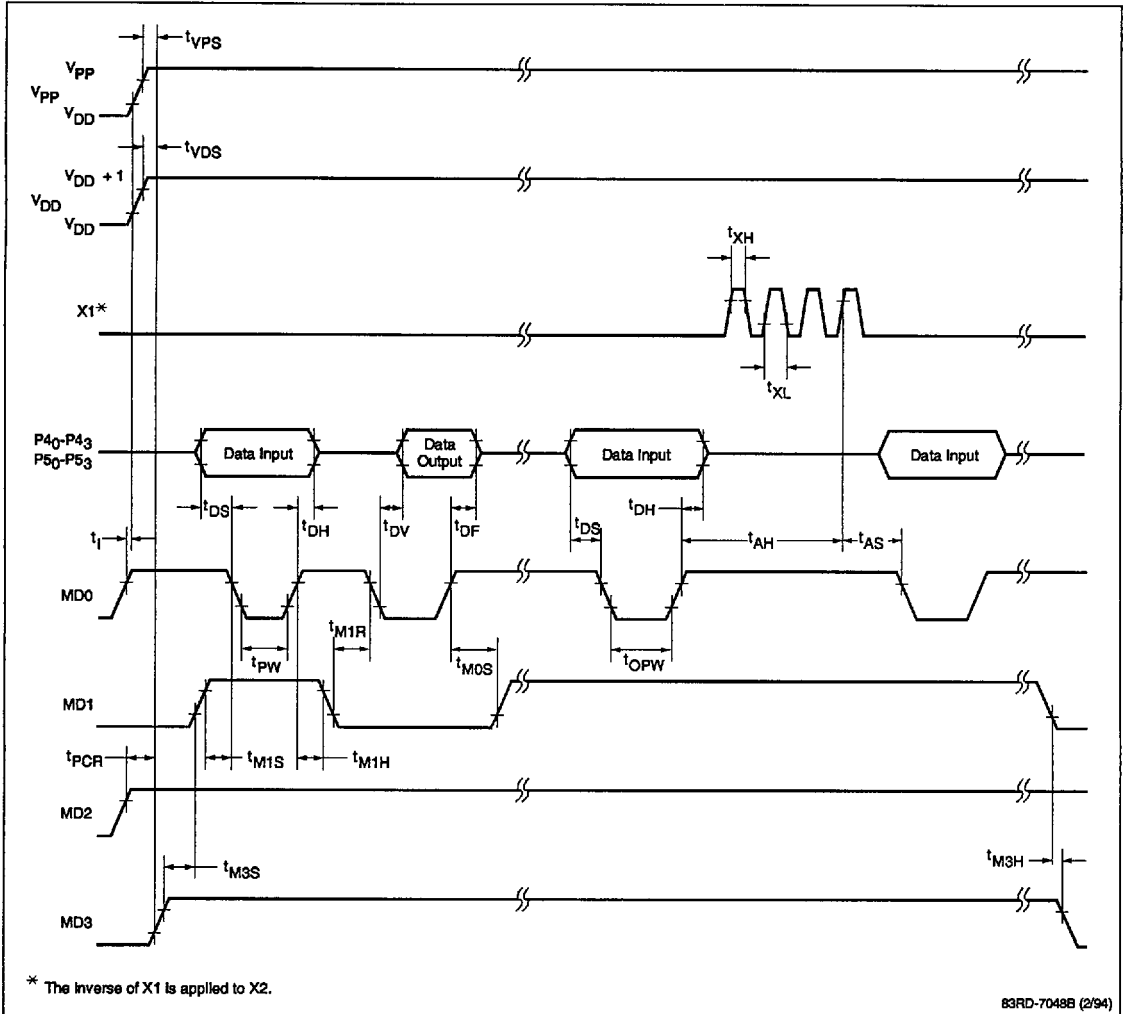 tVPS
VPP
VPP
VDD
tVDS
VDD + 1
VDD
VDD
tXH
X1*
tXL
P40-P43
P50-P53
Data Input
Data Output
Data Input
Data Input
tDS
tDH
tDV
tDF
tDS
tDH
tAH
tAS
tI
MD0
tM1R
tPW
tM0S
tOPW
MD1
tPCR
tM1S
tM1H
MD2
tM3S
tM3H
MD3
* The inverse of X1 is applied to X2.
83RD-7048B (2/94)